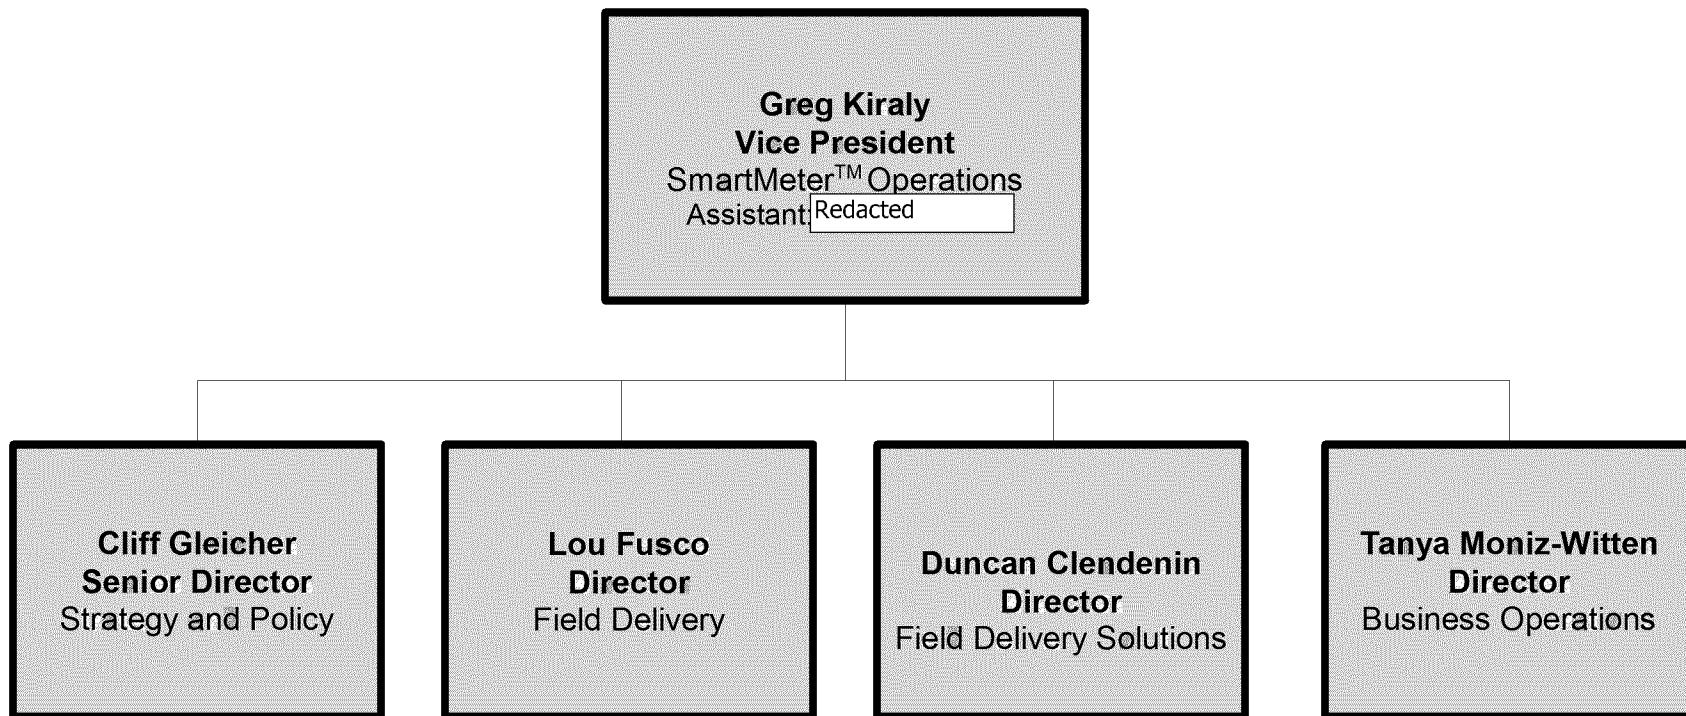 Greg Kiraly
Vice President
SmartMeter™ Operations
Assistant: Redacted
Cliff Gleicher
Senior Director
Strategy and Policy
Lou Fusco
Director
Field Delivery
Duncan Clendenin
Director
Field Delivery Solutions
Tanya Moniz-Witten
Director
Business Operations